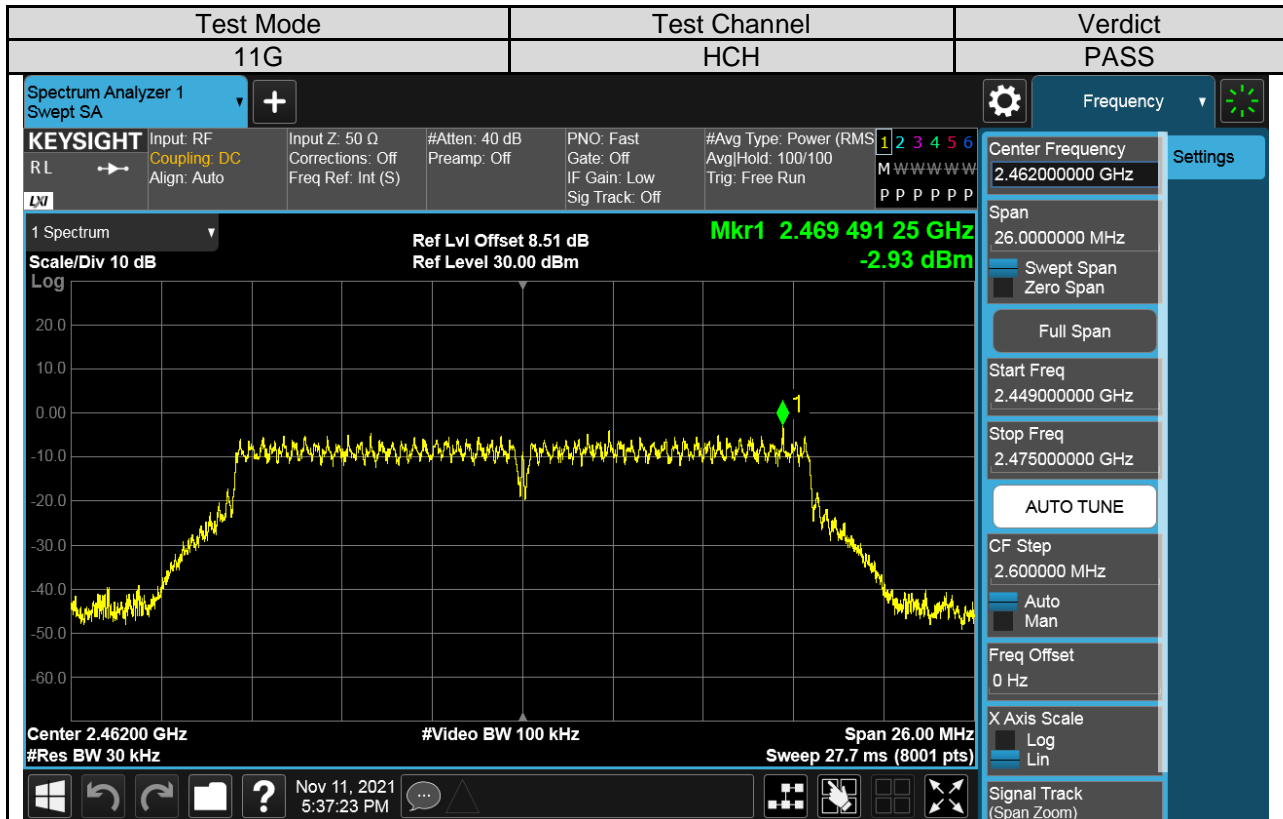 Test Mode Test Channel Verdict
11G HCH PASS
Spectrum Analyzer 1
Swept SA
+
Frequency
KEYSIGHT Input: RF Input Z: 50 Ω #Atten: 40 dB PNO: Fast #Avg Type: Power (RMS 1 2 3 4 5 6
R L Coupling: DC Corrections: Off Preamp: Off Gate: Off Avg|Hold: 100/100 M W W W W W
Align: Auto Freq Ref: Int (S) IF Gain: Low Trig: Free Run
LXI Sig Track: Off P P P P P P
1 Spectrum Ref Lvl Offset 8.51 dB Mkr1 2.469 491 25 GHz
Scale/Div 10 dB Ref Level 30.00 dBm -2.93 dBm
Log
20.0
10.0
0.00
1
-10.0
-20.0
-30.0
-40.0
-50.0
-60.0
Center 2.46200 GHz #Video BW 100 kHz Span 26.00 MHz
#Res BW 30 kHz Sweep 27.7 ms (8001 pts)
Center Frequency
2.462000000 GHz
Settings
Span
26.0000000 MHz
Swept Span
Zero Span
Full Span
Start Freq
2.449000000 GHz
Stop Freq
2.475000000 GHz
AUTO TUNE
CF Step
2.600000 MHz
Auto
Man
Freq Offset
0 Hz
X Axis Scale
Log
Lin
Signal Track
(Span Zoom)
? Nov 11, 2021
5:37:23 PM